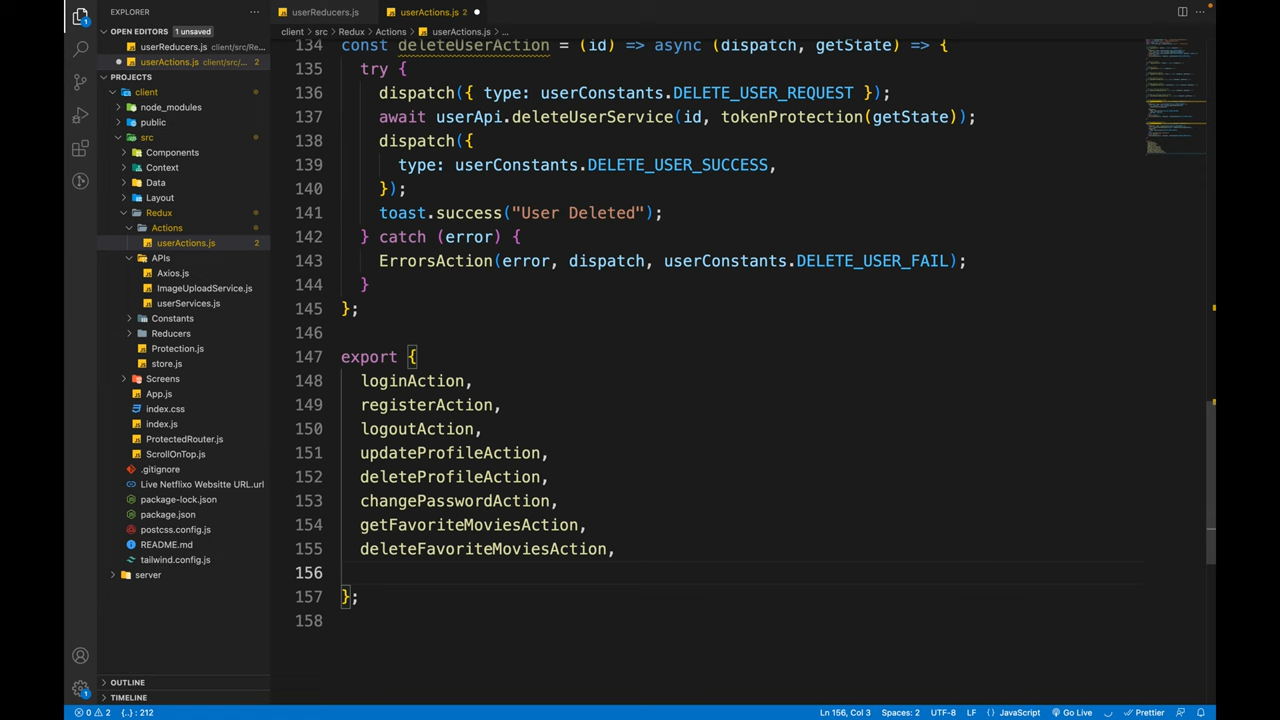 EXPLORER
userReducers.js
userActions.js 2
OPEN EDITORS 1 unsaved
client > src > Redux > Actions > userActions.js > ...
userReducers.js client/src/Re...
userActions.js client/src/... 2
PROJECTS
client
node_modules
public
src
Components
Context
Data
Layout
Redux
Actions
userActions.js 2
APIs
Axios.js
ImageUploadService.js
userServices.js
Constants
Reducers
Protection.js
store.js
Screens
App.js
index.css
index.js
ProtectedRouter.js
ScrollOnTop.js
.gitignore
Live Netflixo Websitte URL.url
package-lock.json
package.json
postcss.config.js
README.md
tailwind.config.js
server
OUTLINE
TIMELINE
134 const deleteUserAction = (id) => async (dispatch, getState) => {
135 try {
136 dispatch({ type: userConstants.DELETE_USER_REQUEST });
137 await userApi.deleteUserService(id, tokenProtection(getState));
138 dispatch({
139 type: userConstants.DELETE_USER_SUCCESS,
140 });
141 toast.success("User Deleted");
142 } catch (error) {
143 ErrorsAction(error, dispatch, userConstants.DELETE_USER_FAIL);
144 }
145 };
146
147 export {
148 loginAction,
149 registerAction,
150 logoutAction,
151 updateProfileAction,
152 deleteProfileAction,
153 changePasswordAction,
154 getFavoriteMoviesAction,
155 deleteFavoriteMoviesAction,
156
157 };
158
0 2 {..} : 212
Ln 156, Col 3 Spaces: 2 UTF-8 LF { } JavaScript Go Live Prettier